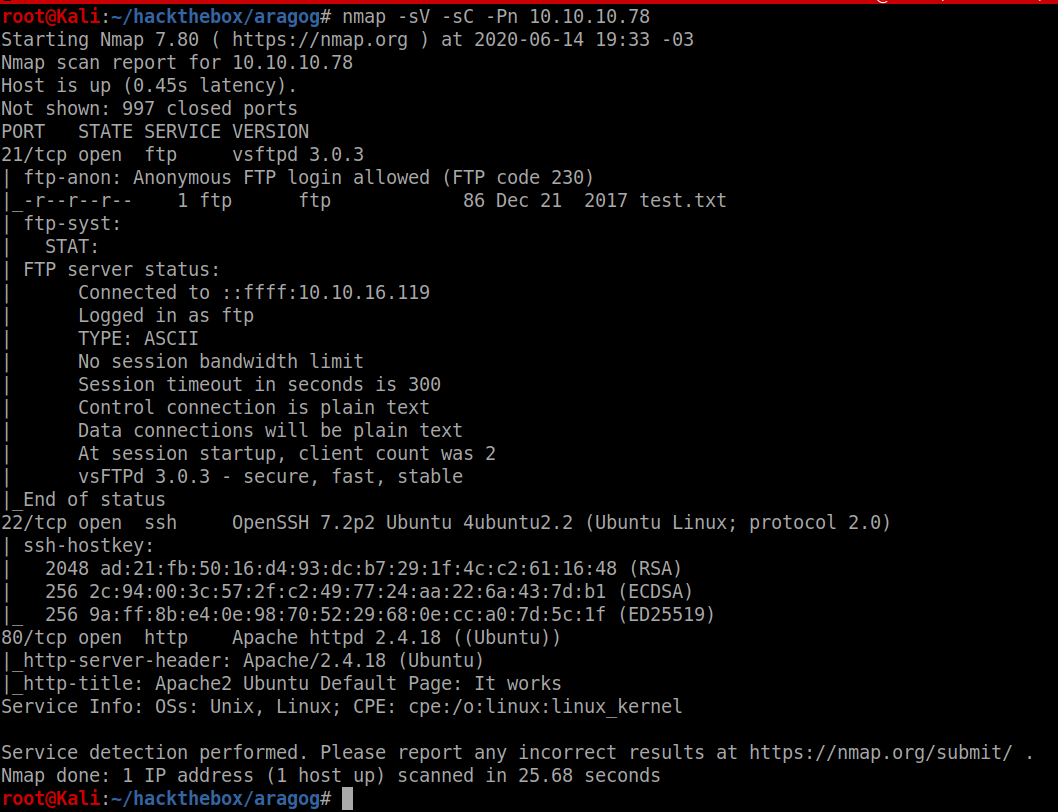 root@Kali:~/hackthebox/aragog# nmap -sV -sC -Pn 10.10.10.78
Starting Nmap 7.80 ( https://nmap.org ) at 2020-06-14 19:33 -03
Nmap scan report for 10.10.10.78
Host is up (0.45s latency).
Not shown: 997 closed ports
PORT   STATE SERVICE VERSION
21/tcp open  ftp     vsftpd 3.0.3
| ftp-anon: Anonymous FTP login allowed (FTP code 230)
|_-r--r--r--    1 ftp      ftp            86 Dec 21  2017 test.txt
| ftp-syst:
|   STAT:
| FTP server status:
|      Connected to ::ffff:10.10.16.119
|      Logged in as ftp
|      TYPE: ASCII
|      No session bandwidth limit
|      Session timeout in seconds is 300
|      Control connection is plain text
|      Data connections will be plain text
|      At session startup, client count was 2
|      vsFTPd 3.0.3 - secure, fast, stable
|_End of status
22/tcp open  ssh     OpenSSH 7.2p2 Ubuntu 4ubuntu2.2 (Ubuntu Linux; protocol 2.0)
| ssh-hostkey:
|   2048 ad:21:fb:50:16:d4:93:dc:b7:29:1f:4c:c2:61:16:48 (RSA)
|   256 2c:94:00:3c:57:2f:c2:49:77:24:aa:22:6a:43:7d:b1 (ECDSA)
|_  256 9a:ff:8b:e4:0e:98:70:52:29:68:0e:cc:a0:7d:5c:1f (ED25519)
80/tcp open  http    Apache httpd 2.4.18 ((Ubuntu))
|_http-server-header: Apache/2.4.18 (Ubuntu)
|_http-title: Apache2 Ubuntu Default Page: It works
Service Info: OSs: Unix, Linux; CPE: cpe:/o:linux:linux_kernel

Service detection performed. Please report any incorrect results at https://nmap.org/submit/ .
Nmap done: 1 IP address (1 host up) scanned in 25.68 seconds
root@Kali:~/hackthebox/aragog#